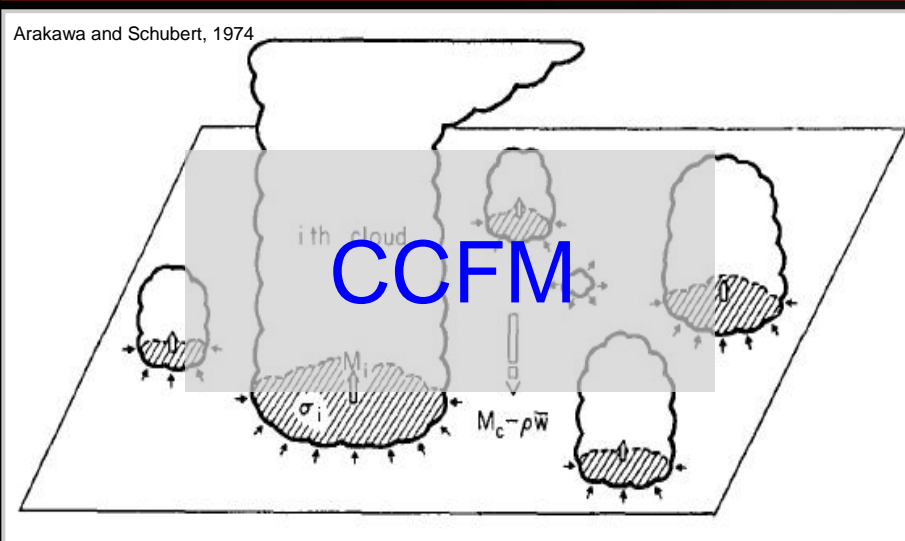 Arakawa and Schubert, 1974
i th cloud
CCFM
M_i
σ_i
M_c-ρw̅